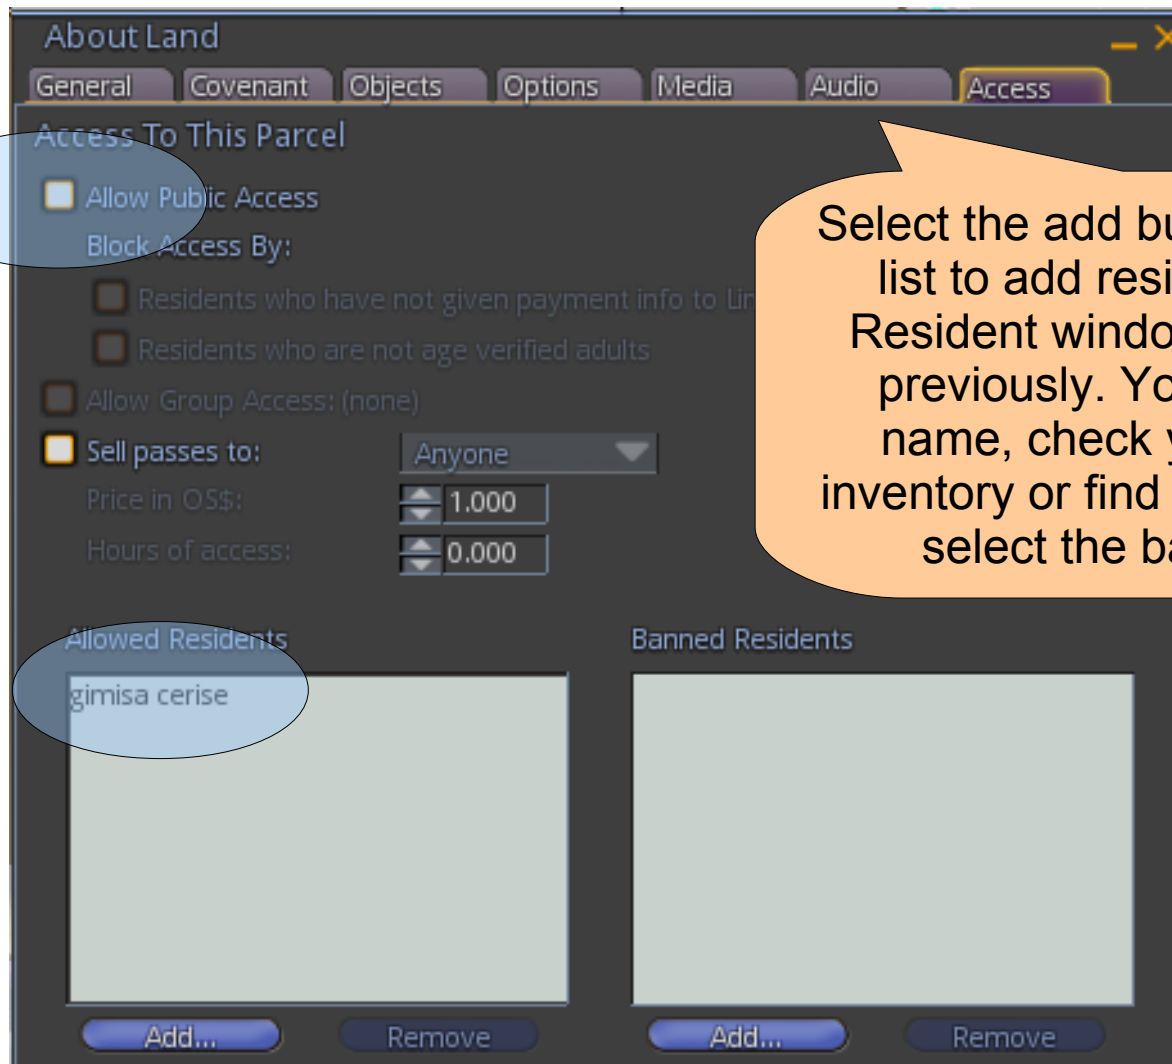 About Land
General Covenant Objects Options Media Audio Access
Access To This Parcel
Allow Public Access
Block Access By:
Residents who have not given payment info to Lin
Residents who are not age verified adults
Allow Group Access: (none)
Sell passes to: Anyone
Price in OS$: 1.000
Hours of access: 0.000
Select the add bu
list to add resi
Resident windo
previously. Yo
name, check y
inventory or find
select the ba
Allowed Residents Banned Residents
gimisa cerise
Add... Remove Add... Remove